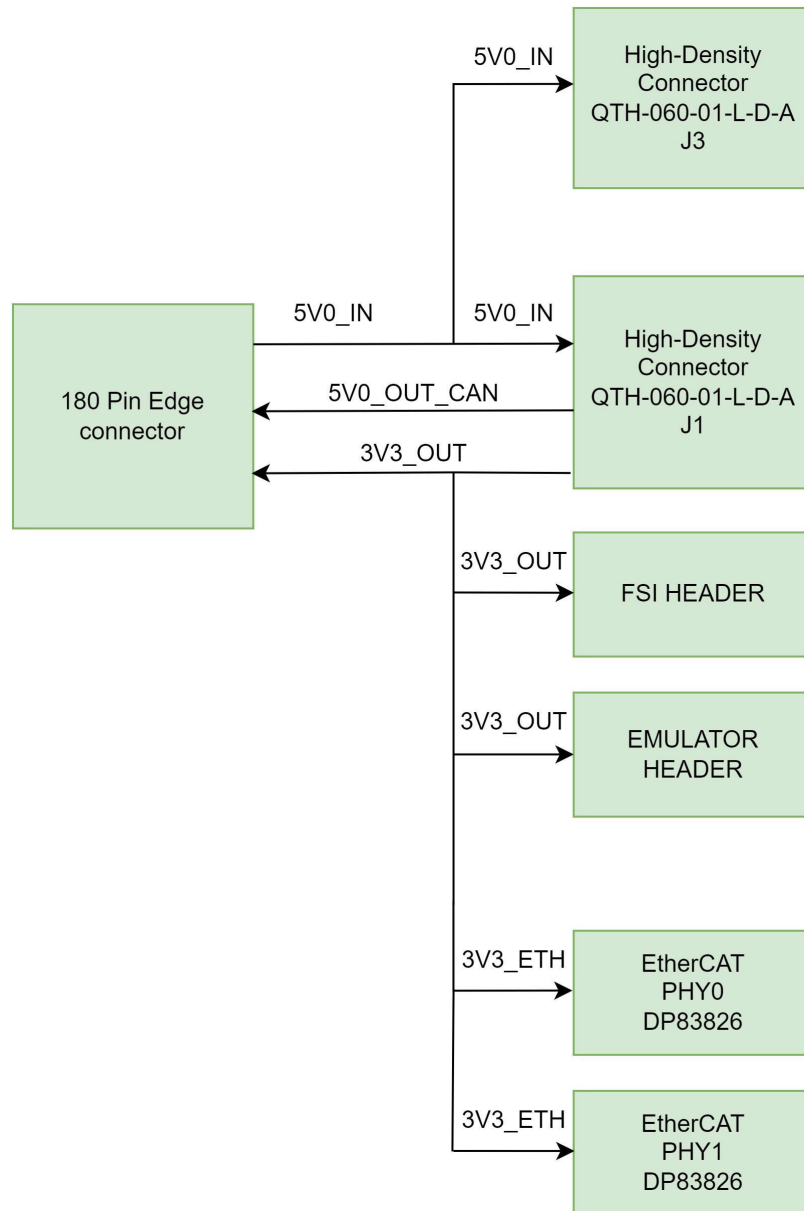 5V0_IN
High-Density
Connector
QTH-060-01-L-D-A
J3
180 Pin Edge
connector
5V0_IN
5V0_IN
5V0_OUT_CAN
3V3_OUT
High-Density
Connector
QTH-060-01-L-D-A
J1
3V3_OUT
FSI HEADER
3V3_OUT
EMULATOR
HEADER
3V3_ETH
EtherCAT
PHY0
DP83826
3V3_ETH
EtherCAT
PHY1
DP83826